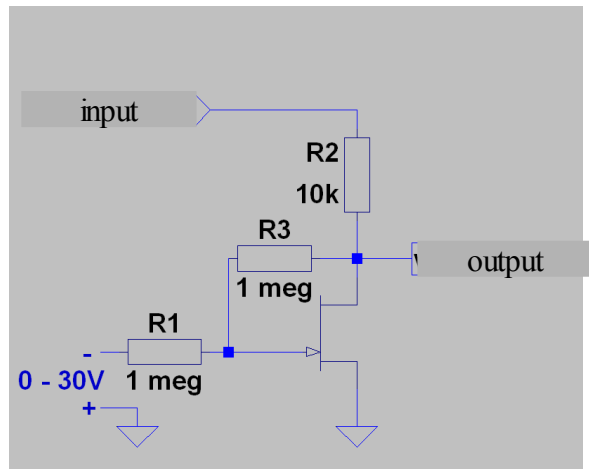 input
R2
10k
R3
output
1 meg
R1
-
0 - 30V
1 meg
+